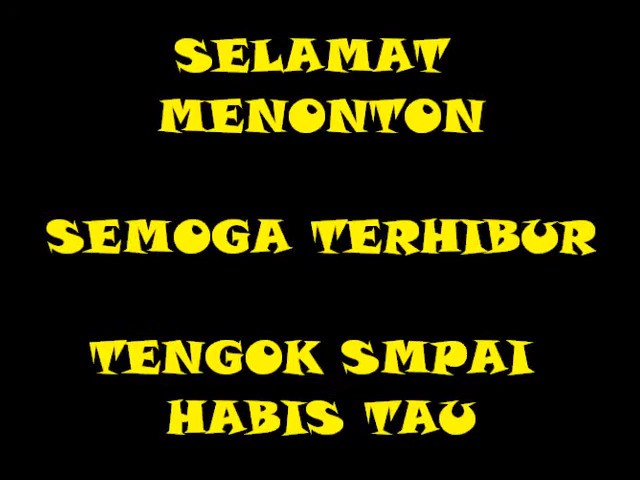 SELAMAT
MENONTON
SEMOGA TERHIBUR
TENGOK SMPAI
HABIS TAU